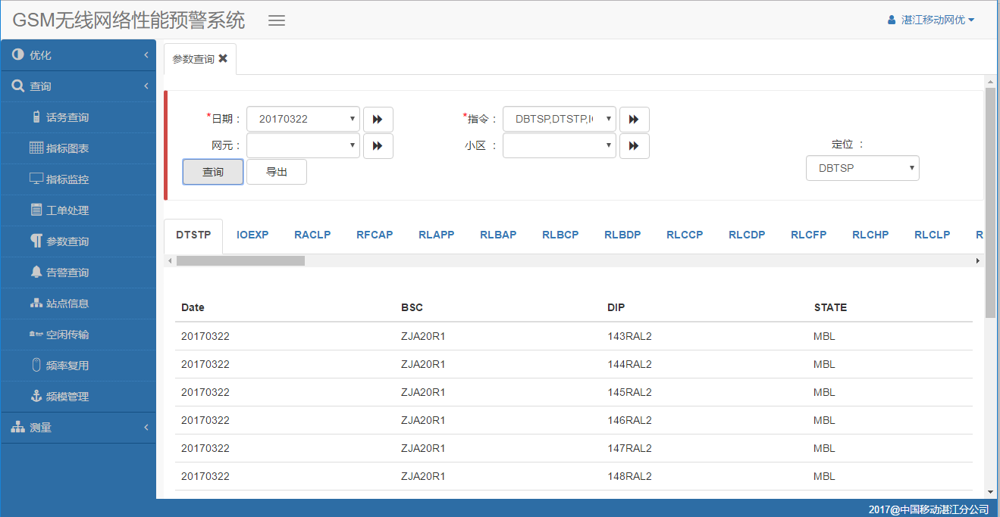 GSM无线网络性能预警系统
湛江移动网优
优化
查询
话务查询
指标图表
指标监控
工单处理
参数查询
告警查询
站点信息
空闲传输
频率复用
频模管理
测量
参数查询
*日期： 20170322 *指令： DBTSP,DTSTP,I
网元： 小区 ： 定位 ：
查询 导出 DBTSP
DTSTP IOEXP RACLP RFCAP RLAPP RLBAP RLBCP RLBDP RLCCP RLCDP RLCFP RLCHP RLCLP R
Date BSC DIP STATE
20170322 ZJA20R1 143RAL2 MBL
20170322 ZJA20R1 144RAL2 MBL
20170322 ZJA20R1 145RAL2 MBL
20170322 ZJA20R1 146RAL2 MBL
20170322 ZJA20R1 147RAL2 MBL
20170322 ZJA20R1 148RAL2 MBL
2017@中国移动湛江分公司